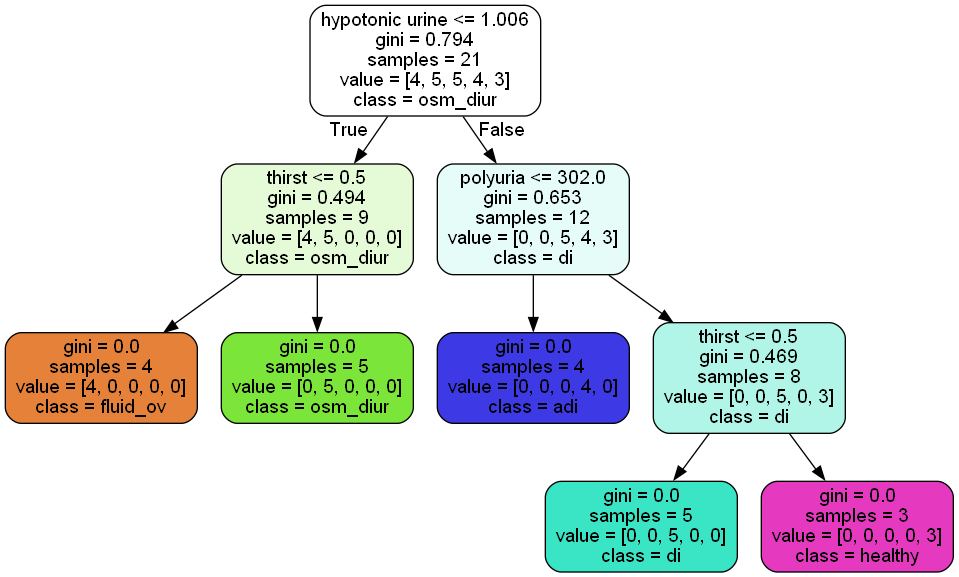 hypotonic urine <= 1.006
gini = 0.794
samples = 21
value = [4, 5, 5, 4, 3]
class = osm_diur
True
False
thirst <= 0.5
gini = 0.494
samples = 9
value = [4, 5, 0, 0, 0]
class = osm_diur
polyuria <= 302.0
gini = 0.653
samples = 12
value = [0, 0, 5, 4, 3]
class = di
gini = 0.0
samples = 4
value = [4, 0, 0, 0, 0]
class = fluid_ov
gini = 0.0
samples = 5
value = [0, 5, 0, 0, 0]
class = osm_diur
gini = 0.0
samples = 4
value = [0, 0, 0, 4, 0]
class = adi
thirst <= 0.5
gini = 0.469
samples = 8
value = [0, 0, 5, 0, 3]
class = di
gini = 0.0
samples = 5
value = [0, 0, 5, 0, 0]
class = di
gini = 0.0
samples = 3
value = [0, 0, 0, 0, 3]
class = healthy